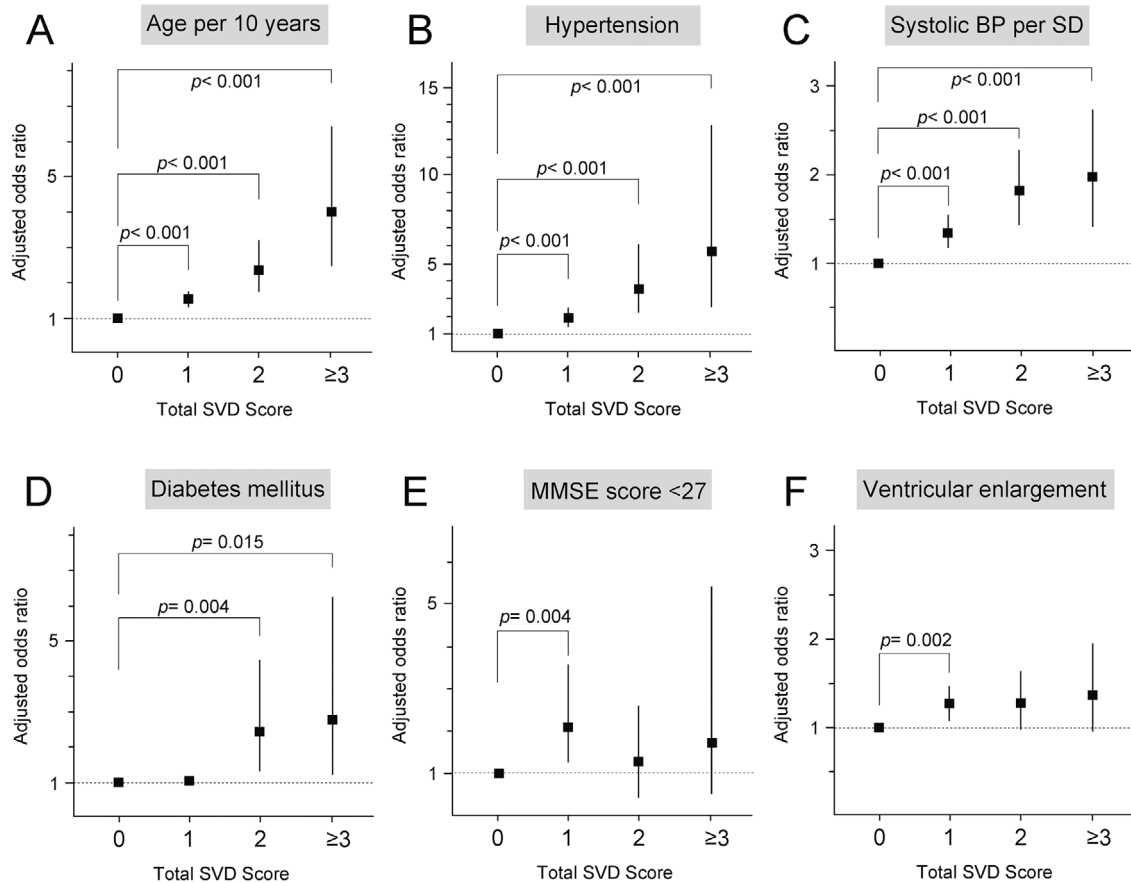 A
Age per 10 years
Adjusted odds ratio
5
1
p< 0.001
p< 0.001
p< 0.001
0 1 2 ≥3
Total SVD Score
B
Hypertension
Adjusted odds ratio
15
10
5
1
p< 0.001
p< 0.001
p< 0.001
0 1 2 ≥3
Total SVD Score
C
Systolic BP per SD
Adjusted odds ratio
3
2
1
p< 0.001
p< 0.001
p< 0.001
0 1 2 ≥3
Total SVD Score
D
Diabetes mellitus
Adjusted odds ratio
5
1
p= 0.015
p= 0.004
0 1 2 ≥3
Total SVD Score
E
MMSE score <27
Adjusted odds ratio
5
1
p= 0.004
0 1 2 ≥3
Total SVD Score
F
Ventricular enlargement
Adjusted odds ratio
3
2
1
p= 0.002
0 1 2 ≥3
Total SVD Score